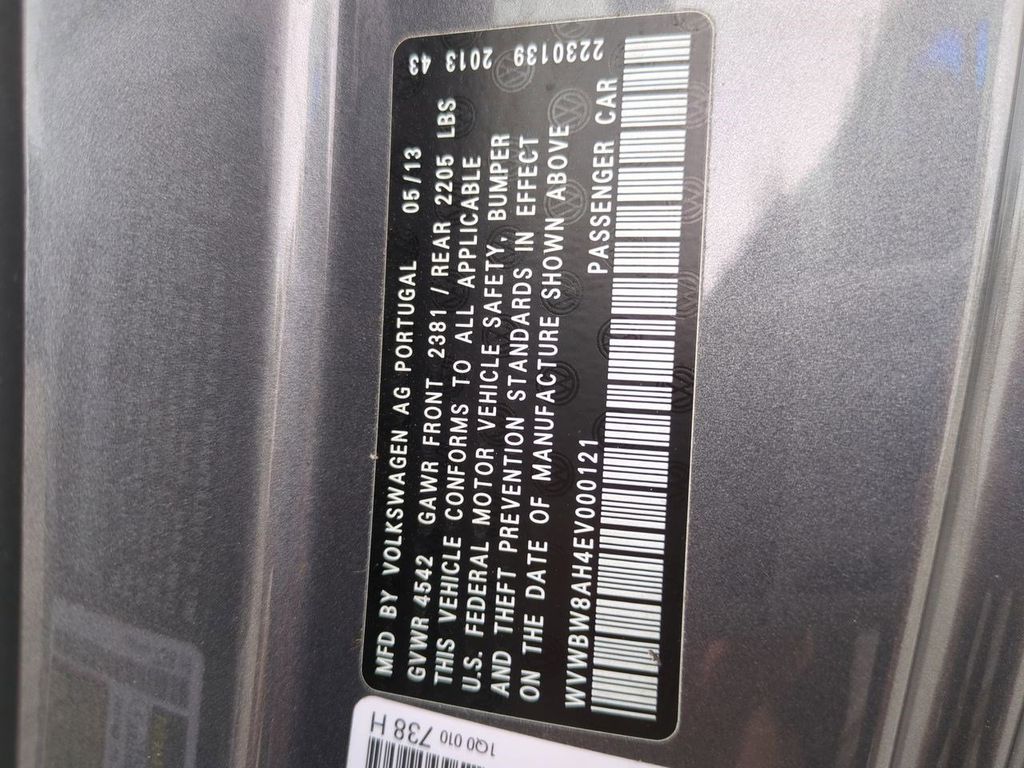 MFD BY VOLKSWAGEN AG PORTUGAL 05/13 43
GVWR 4542 GAWR FRONT 2381 / REAR 2205 LBS
THIS VEHICLE CONFORMS TO ALL APPLICABLE 2013
U.S. FEDERAL MOTOR VEHICLE SAFETY, BUMPER 2230139
AND THEFT PREVENTION STANDARDS IN EFFECT
ON THE DATE OF MANUFACTURE SHOWN ABOVE
WVWBW8AH4EV000121 PASSENGER CAR
1Q0 010 738 H